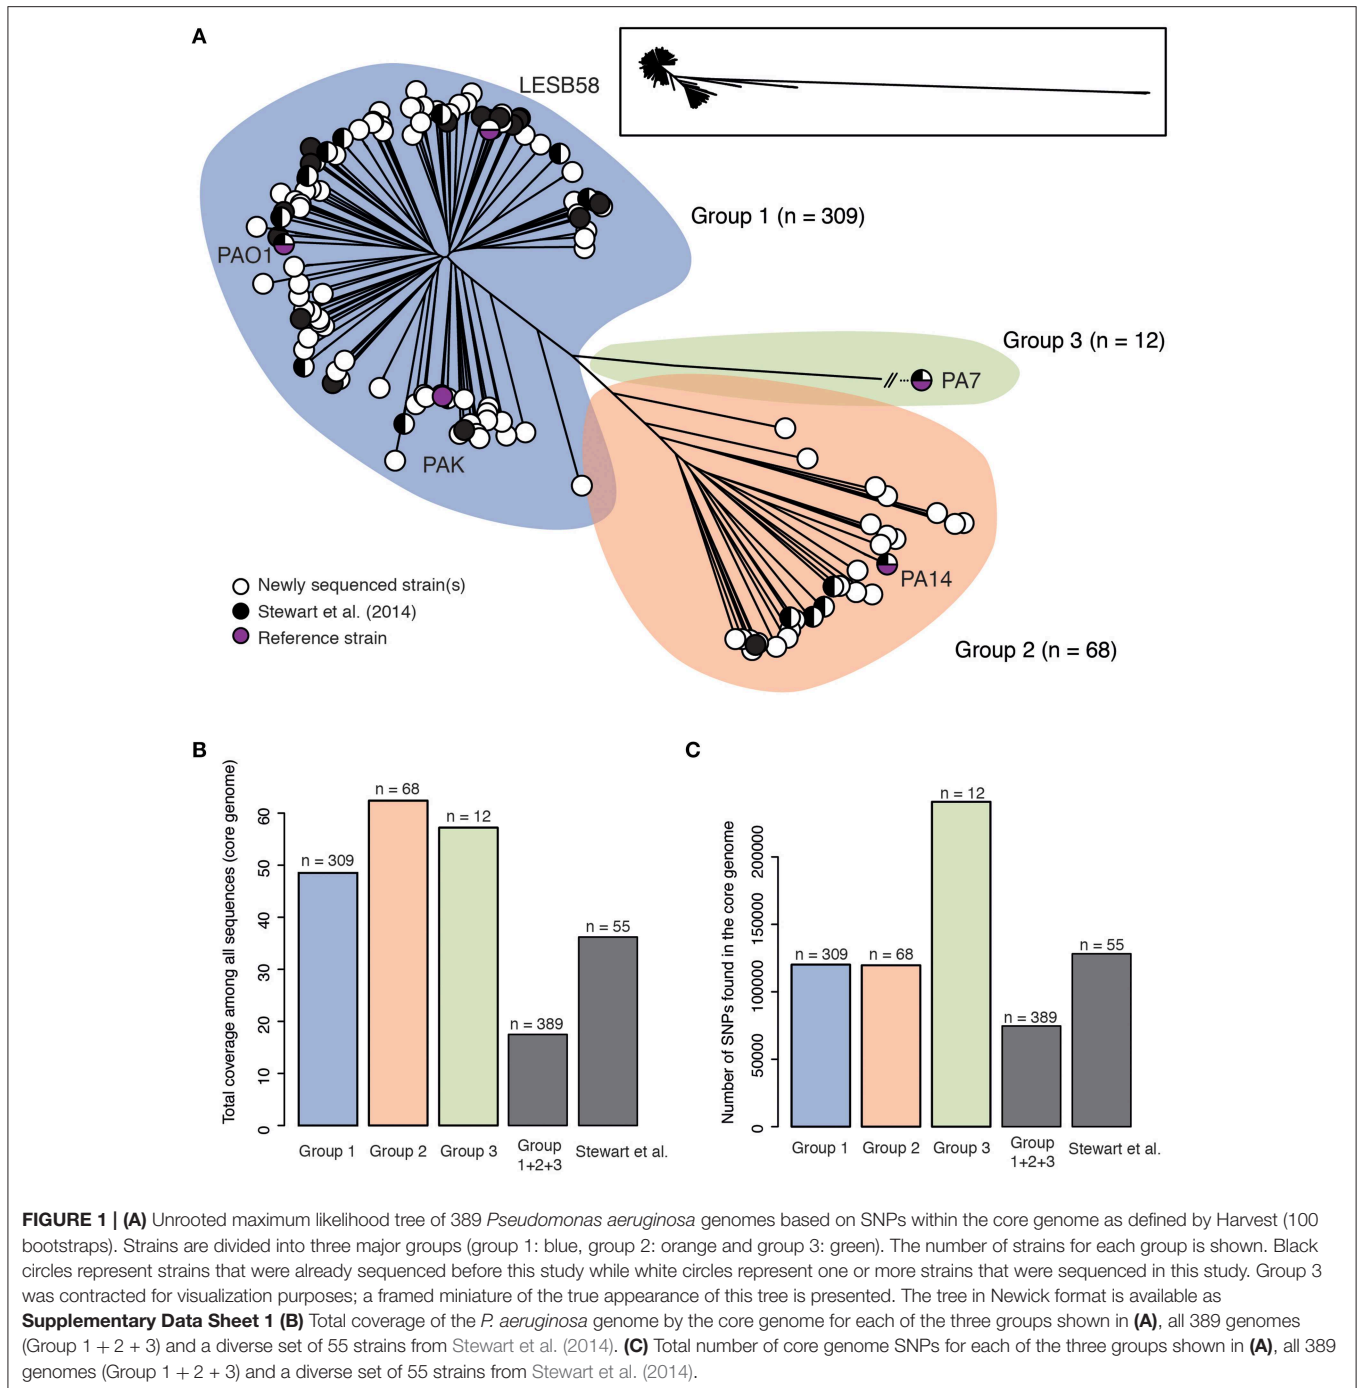 A
LESB58
Group 1 (n = 309)
PAO1
Group 3 (n = 12)
PA7
PAK
PA14
Newly sequenced strain(s)
Stewart et al. (2014)
Reference strain
Group 2 (n = 68)
B
Total coverage among all sequences (core genome)
0
10
20
30
40
50
60
n = 309
n = 68
n = 12
n = 389
n = 55
Group 1
Group 2
Group 3
Group
1+2+3
Stewart et al.
C
Number of SNPs found in the core genome
0
50000
100000
150000
200000
n = 309
n = 68
n = 12
n = 389
n = 55
Group 1
Group 2
Group 3
Group
1+2+3
Stewart et al.
FIGURE 1 | (A) Unrooted maximum likelihood tree of 389 Pseudomonas aeruginosa genomes based on SNPs within the core genome as defined by Harvest (100
bootstraps). Strains are divided into three major groups (group 1: blue, group 2: orange and group 3: green). The number of strains for each group is shown. Black
circles represent strains that were already sequenced before this study while white circles represent one or more strains that were sequenced in this study. Group 3
was contracted for visualization purposes; a framed miniature of the true appearance of this tree is presented. The tree in Newick format is available as
Supplementary Data Sheet 1 (B) Total coverage of the P. aeruginosa genome by the core genome for each of the three groups shown in (A), all 389 genomes
(Group 1 + 2 + 3) and a diverse set of 55 strains from Stewart et al. (2014). (C) Total number of core genome SNPs for each of the three groups shown in (A), all 389
genomes (Group 1 + 2 + 3) and a diverse set of 55 strains from Stewart et al. (2014).